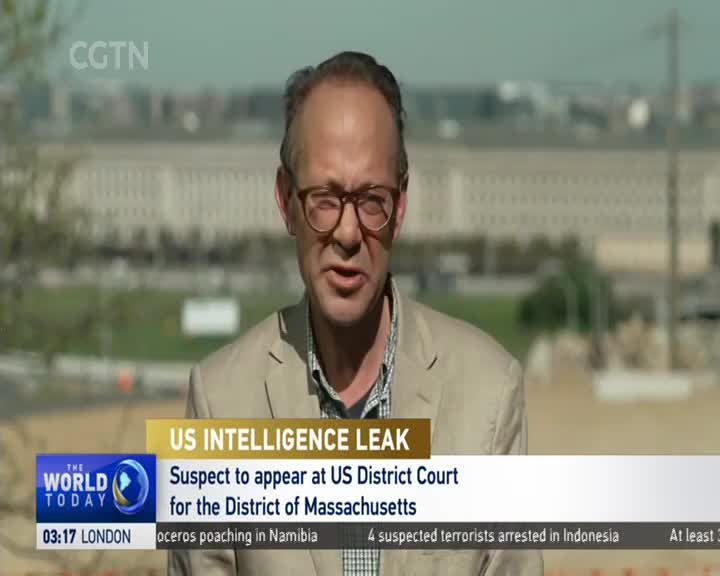 CGTN
US INTELLIGENCE LEAK
THE
WORLD
TODAY
Suspect to appear at US District Court
for the District of Massachusetts
03:17 LONDON
oceros poaching in Namibia 4 suspected terrorists arrested in Indonesia At least